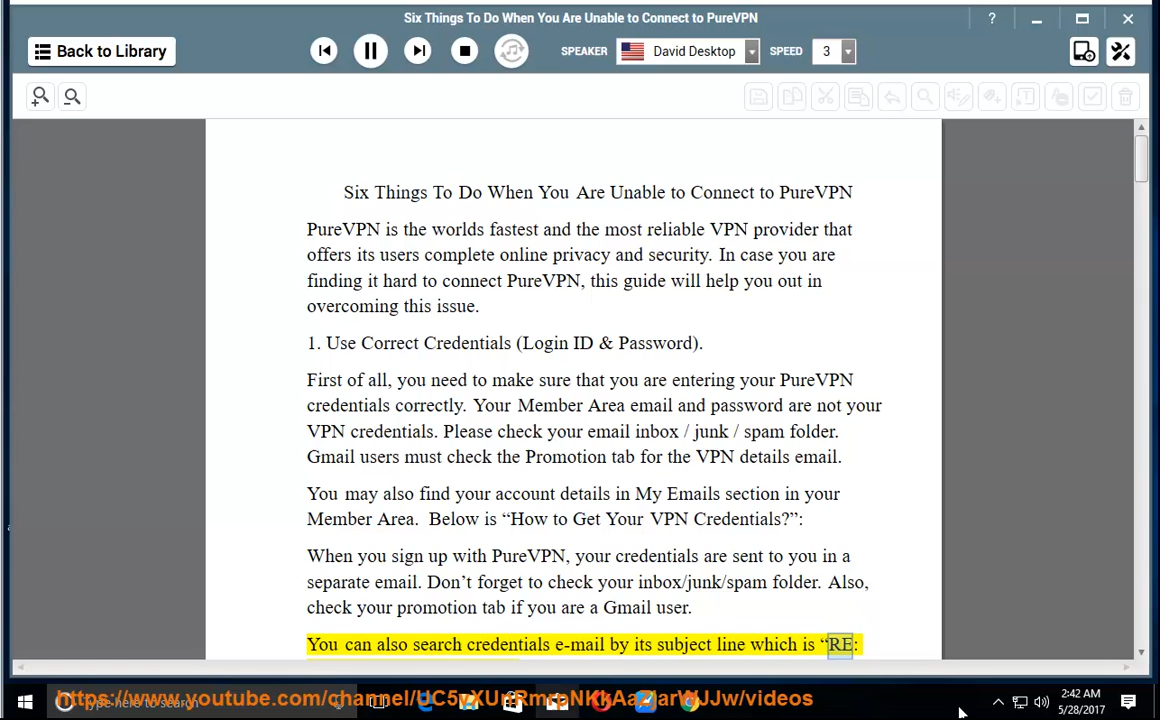 Six Things To Do When You Are Unable to Connect to PureVPN
?
Back to Library
SPEAKER
David Desktop
SPEED
3
Six Things To Do When You Are Unable to Connect to PureVPN
PureVPN is the worlds fastest and the most reliable VPN provider that
offers its users complete online privacy and security. In case you are
finding it hard to connect PureVPN, this guide will help you out in
overcoming this issue.
1. Use Correct Credentials (Login ID & Password).
First of all, you need to make sure that you are entering your PureVPN
credentials correctly. Your Member Area email and password are not your
VPN credentials. Please check your email inbox / junk / spam folder.
Gmail users must check the Promotion tab for the VPN details email.
You may also find your account details in My Emails section in your
Member Area. Below is “How to Get Your VPN Credentials?”:
When you sign up with PureVPN, your credentials are sent to you in a
separate email. Don’t forget to check your inbox/junk/spam folder. Also,
check your promotion tab if you are a Gmail user.
You can also search credentials e-mail by its subject line which is “RE:
Type here to search
2:42 AM
5/28/2017